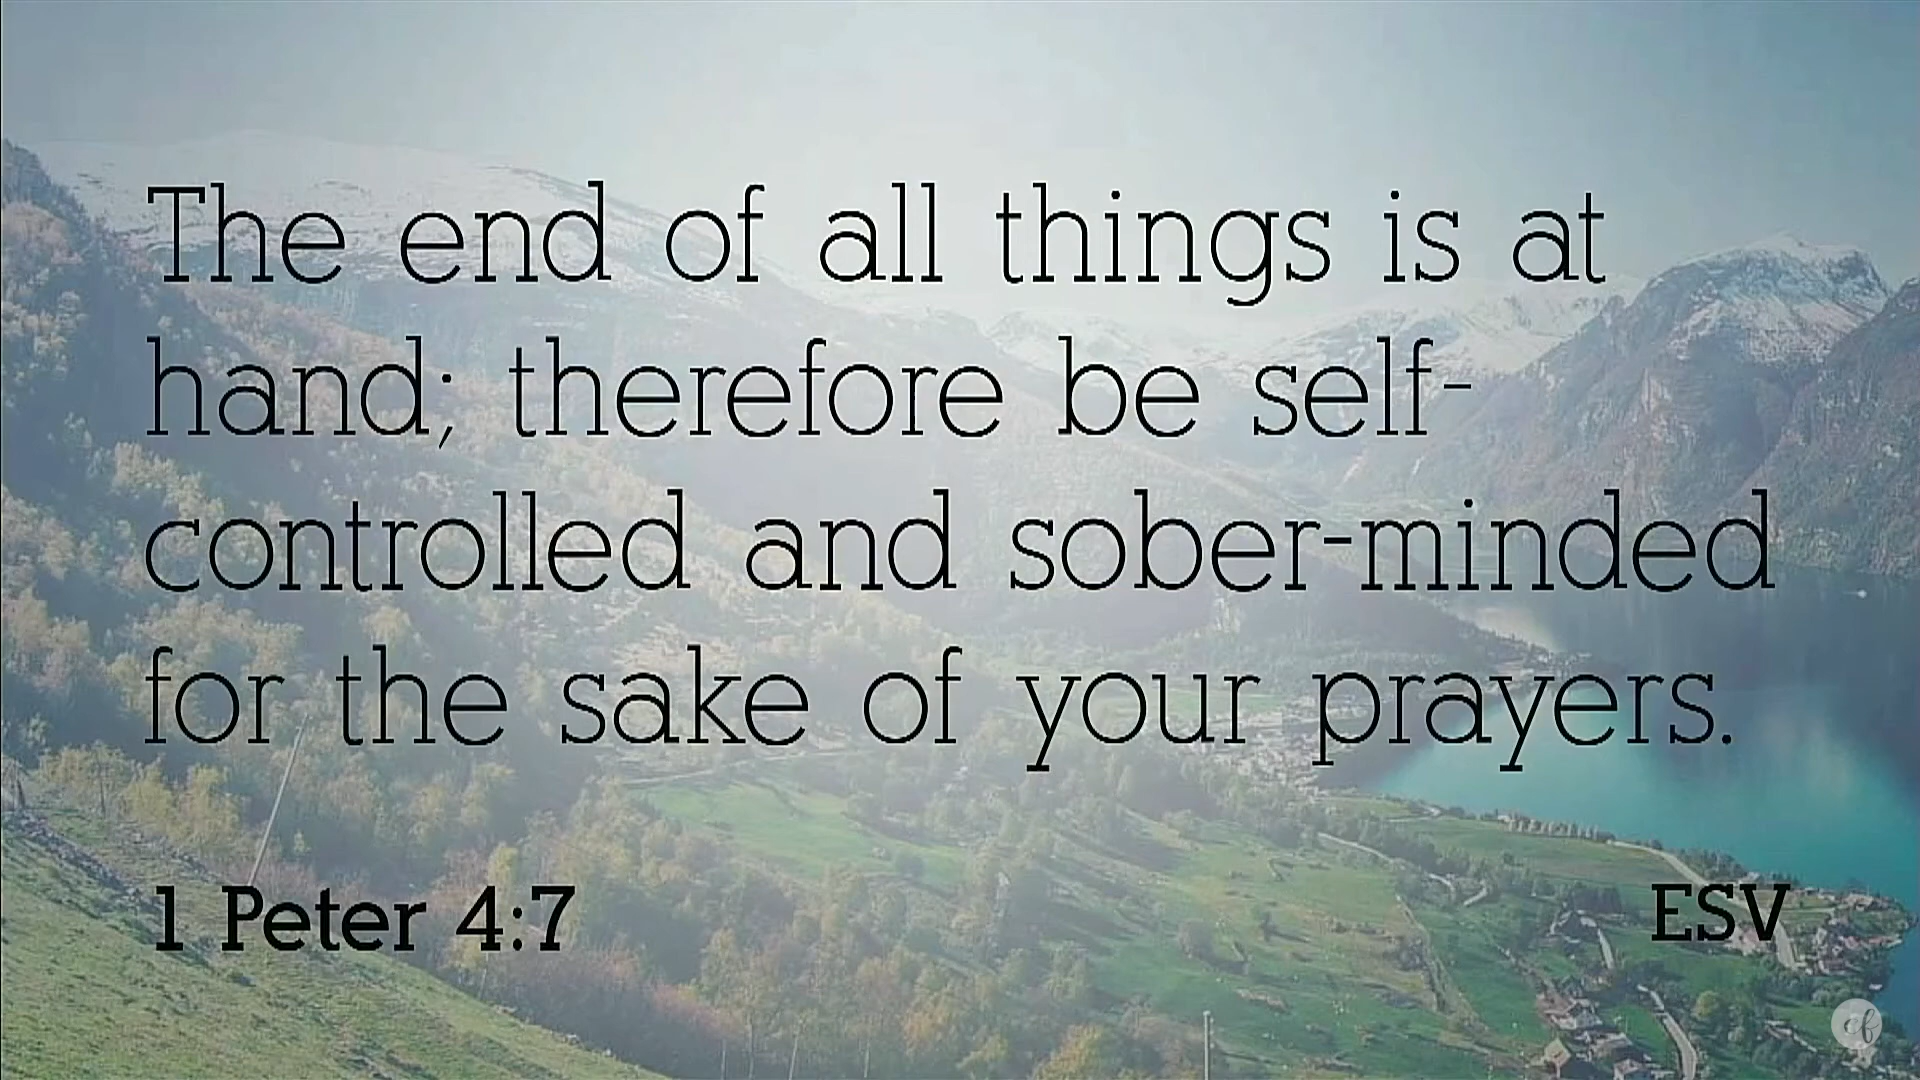 The end of all things is at
hand; therefore be self-
controlled and sober-minded
for the sake of your prayers.
1 Peter 4:7
ESV
cf